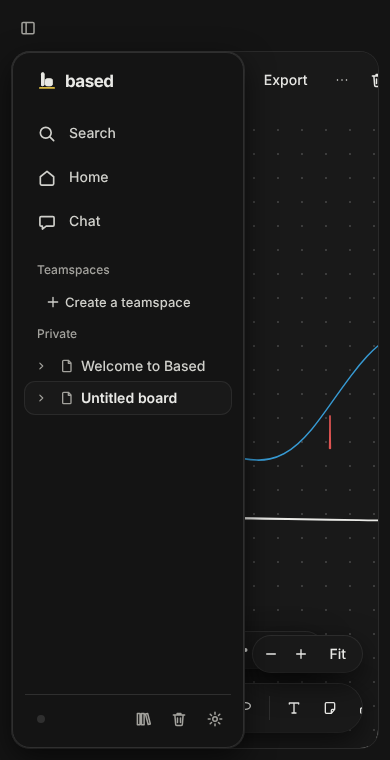 based
Export
Search
Home
Chat
Teamspaces
Create a teamspace
Private
Welcome to Based
Untitled board
Fit